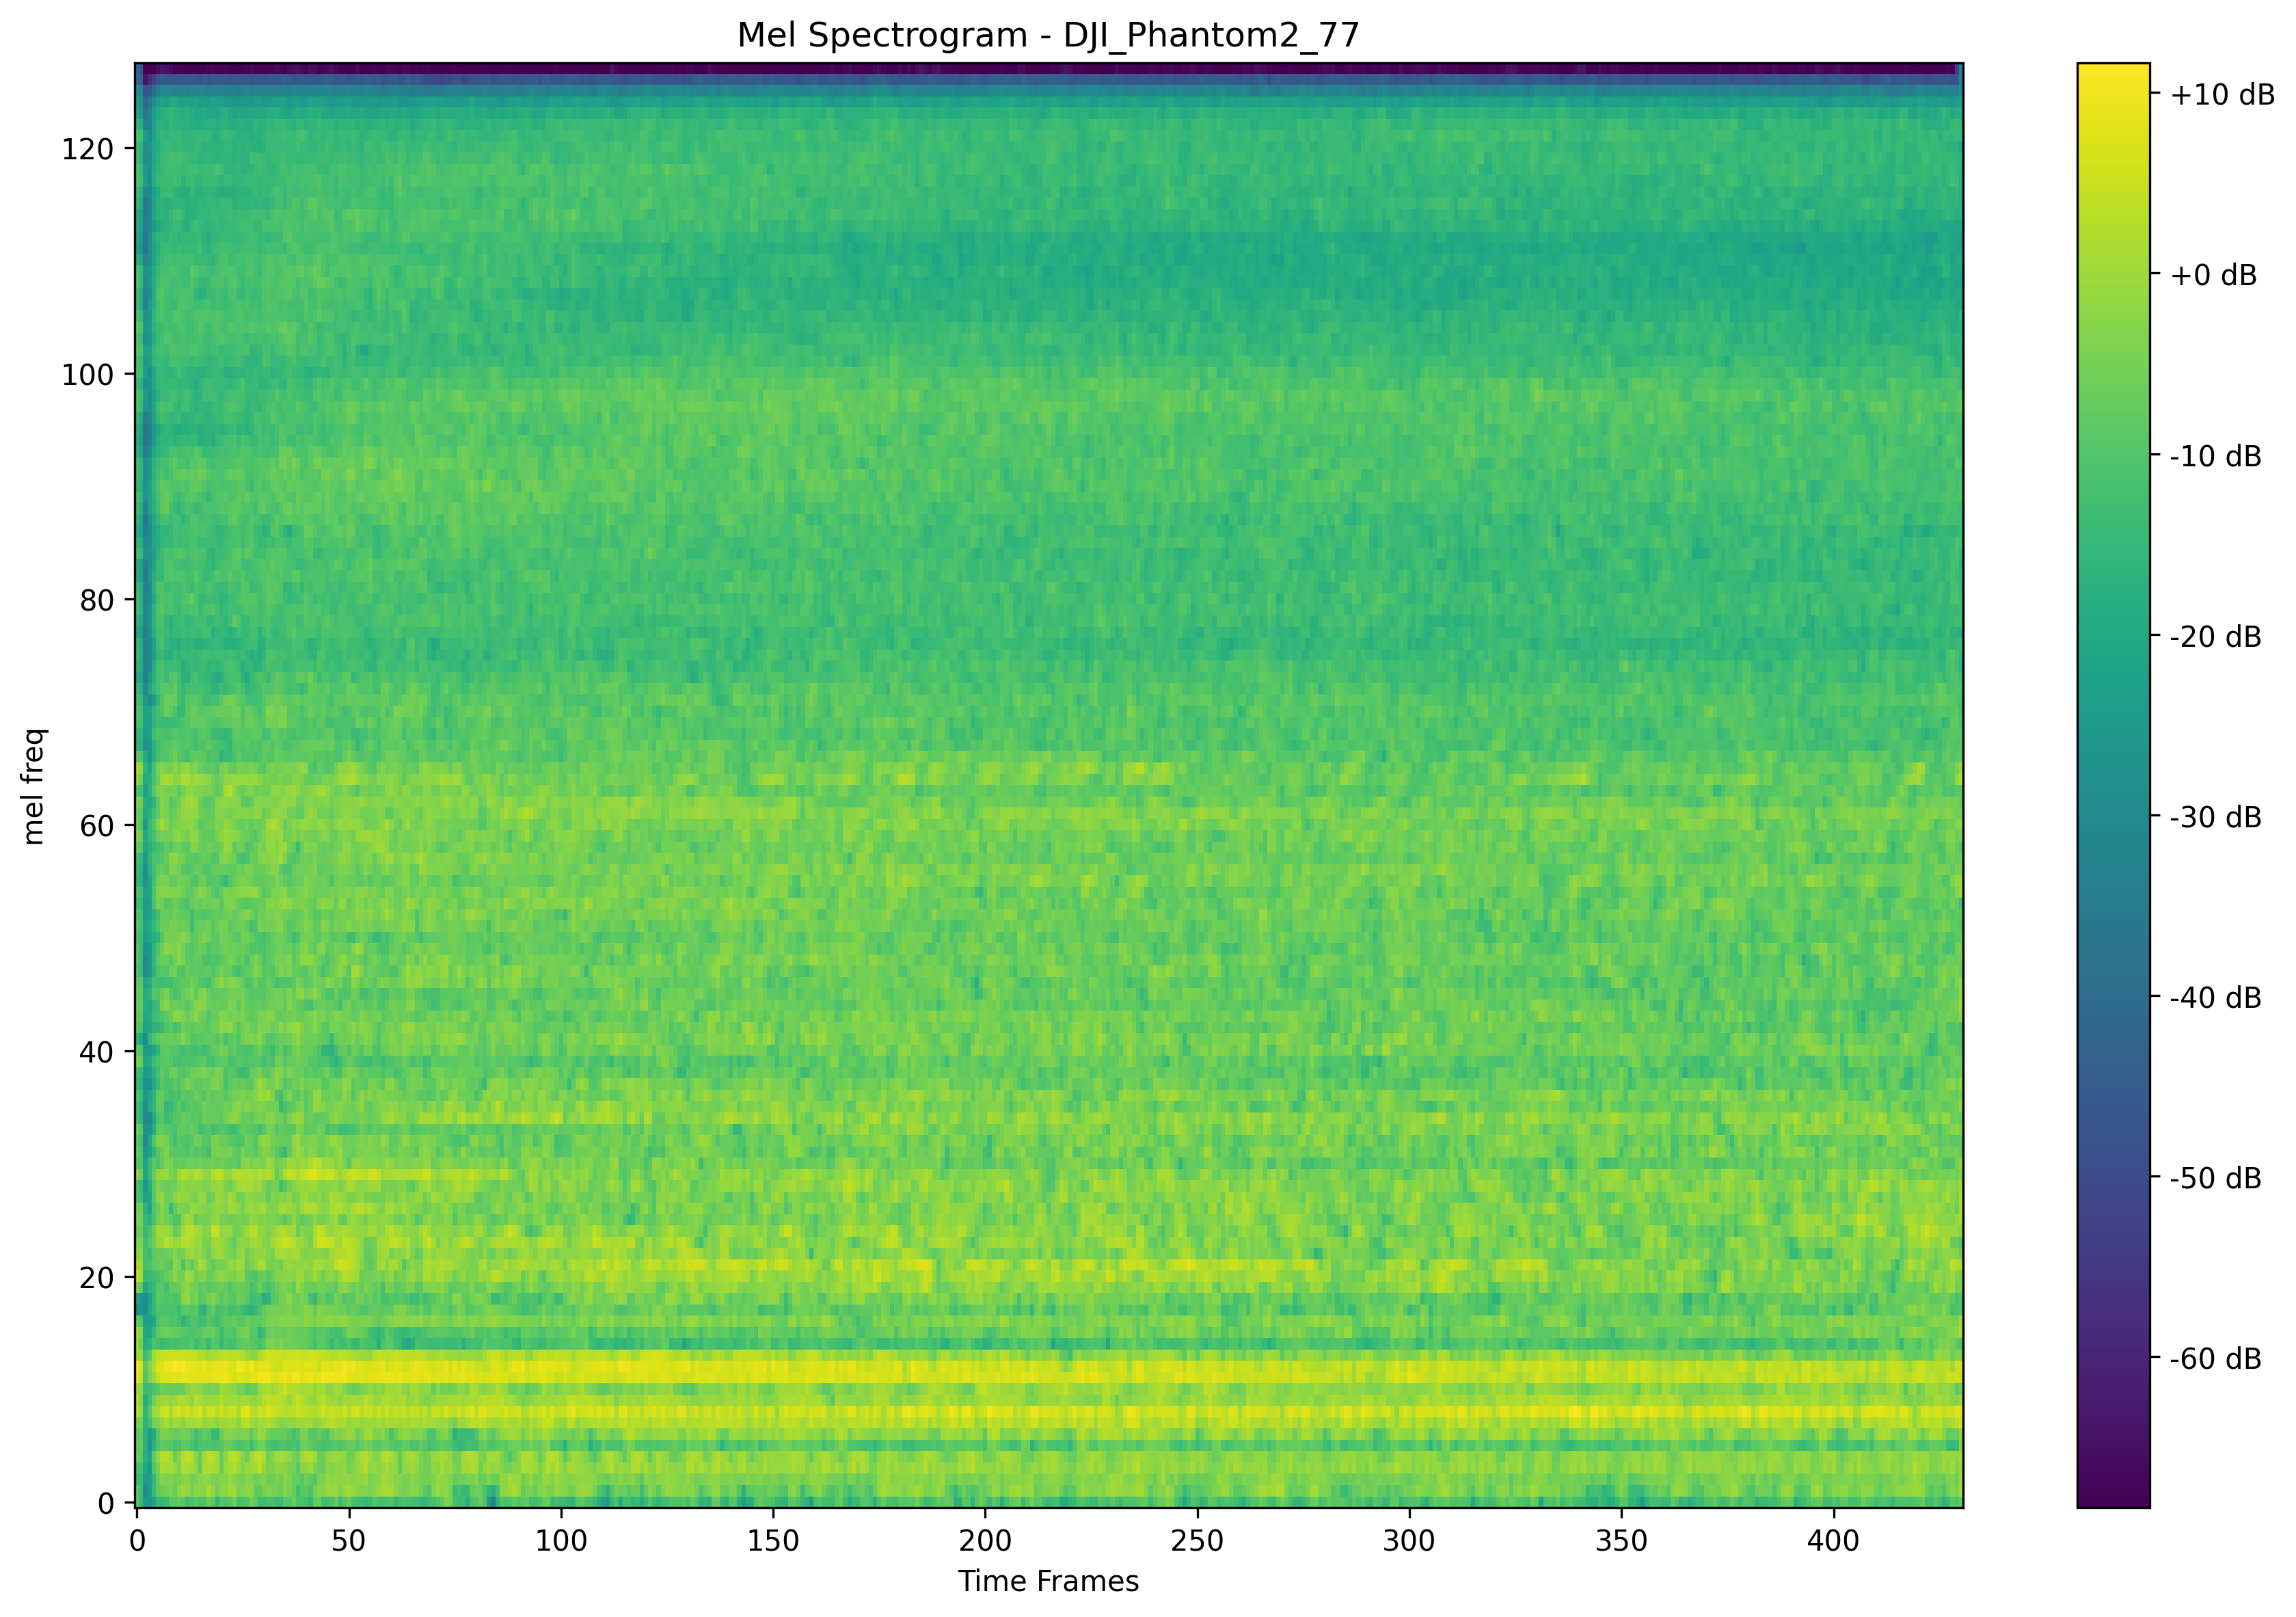 Mel Spectrogram - DJI_Phantom2_77
mel freq
120
100
80
60
40
20
0
0 50 100 150 200 250 300 350 400
Time Frames
+10 dB
+0 dB
-10 dB
-20 dB
-30 dB
-40 dB
-50 dB
-60 dB